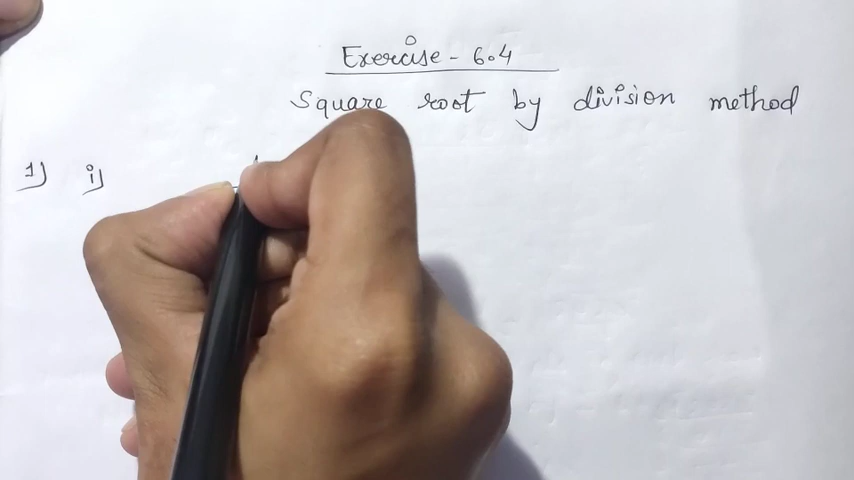 Exercise - 6.4
Square root by division method
1) i)